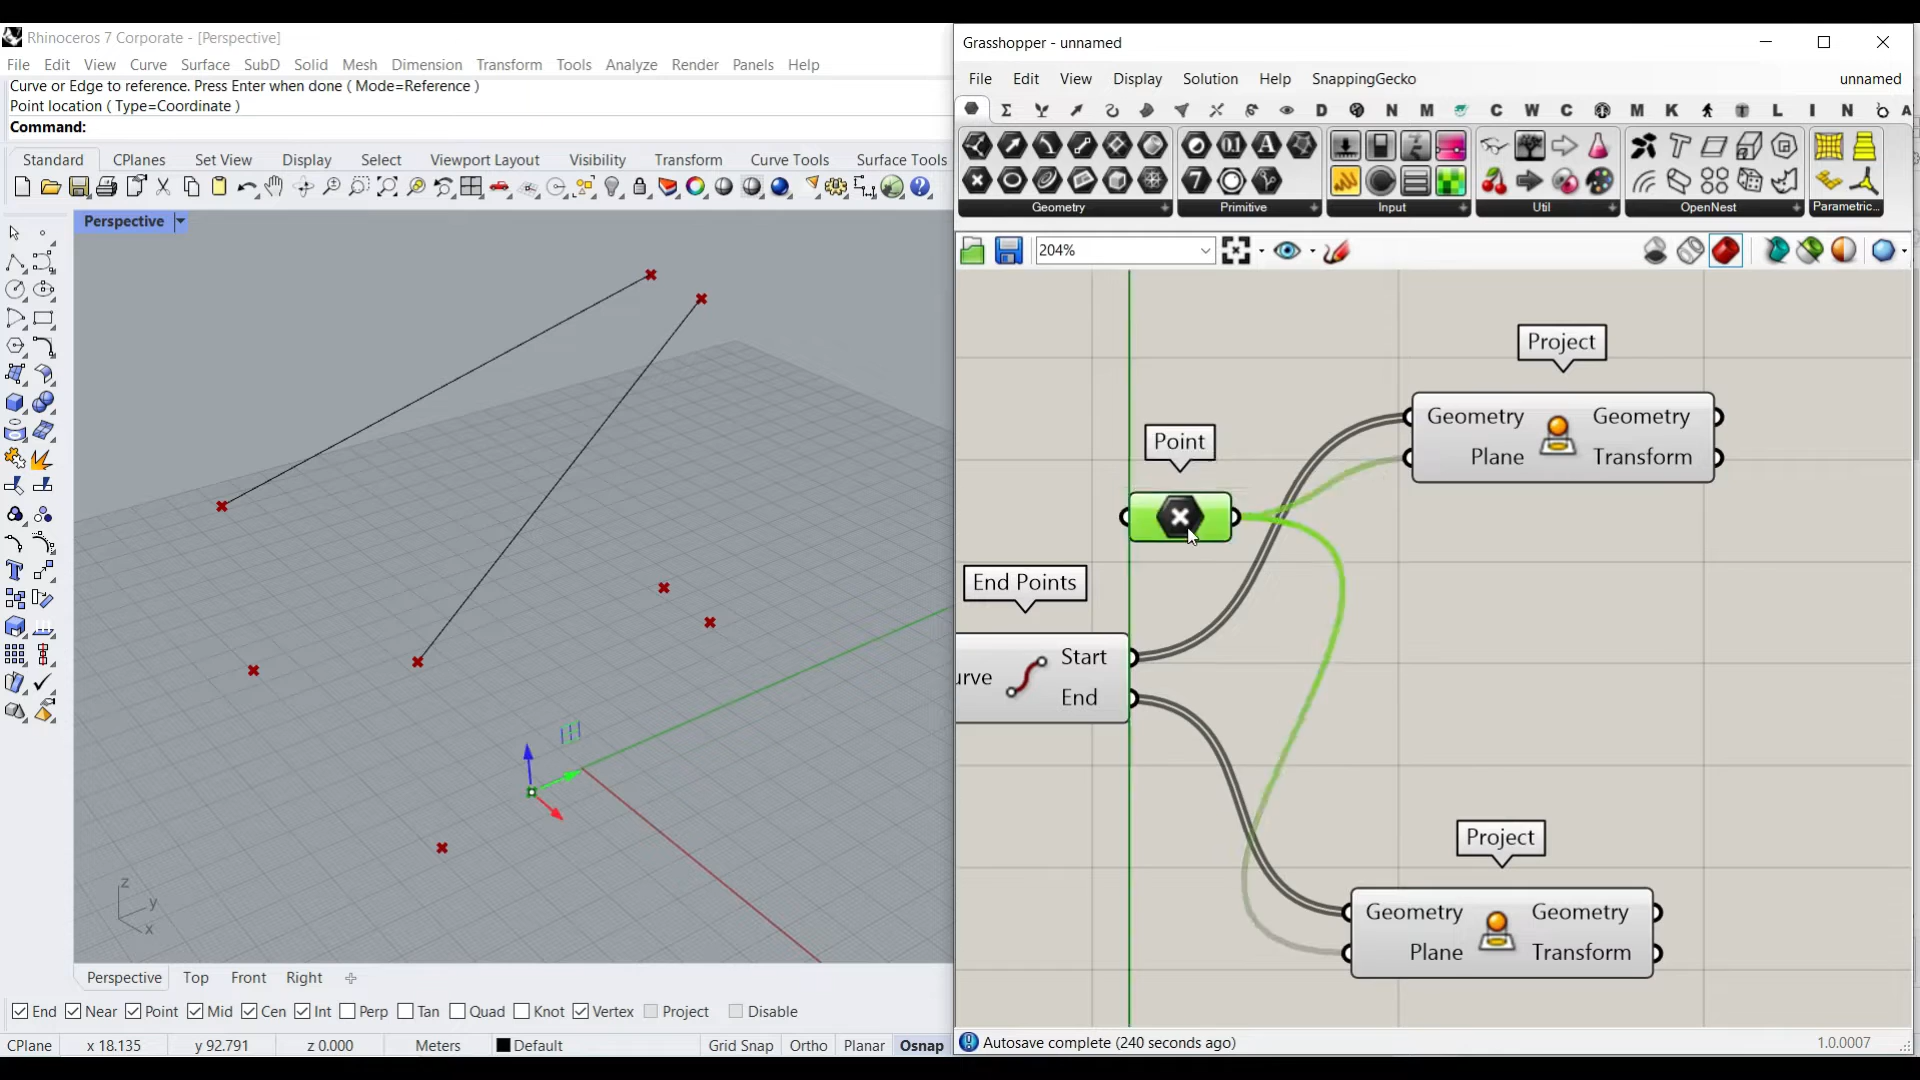 Rhinoceros 7 Corporate - [Perspective]
File Edit View Curve Surface SubD Solid Mesh Dimension Transform Tools Analyze Render Panels Help
Curve or Edge to reference. Press Enter when done ( Mode=Reference )
Point location ( Type=Coordinate )
Command:
Standard CPlanes Set View Display Select Viewport Layout Visibility Transform Curve Tools Surface Tools
Perspective
z
y
x
Perspective Top Front Right
End Near Point Mid Cen Int Perp Tan Quad Knot Vertex Project Disable
CPlane x 18.135 y 92.791 z 0.000 Meters Default Grid Snap Ortho Planar Osnap
Grasshopper - unnamed
File Edit View Display Solution Help SnappingGecko unnamed
D N M C W C M K L I N A
Geometry Primitive Input Util OpenNest Parametric...
204%
Project
Geometry Geometry
Plane Transform
Point
End Points
urve Start
End
Project
Geometry Geometry
Plane Transform
Autosave complete (240 seconds ago) 1.0.0007